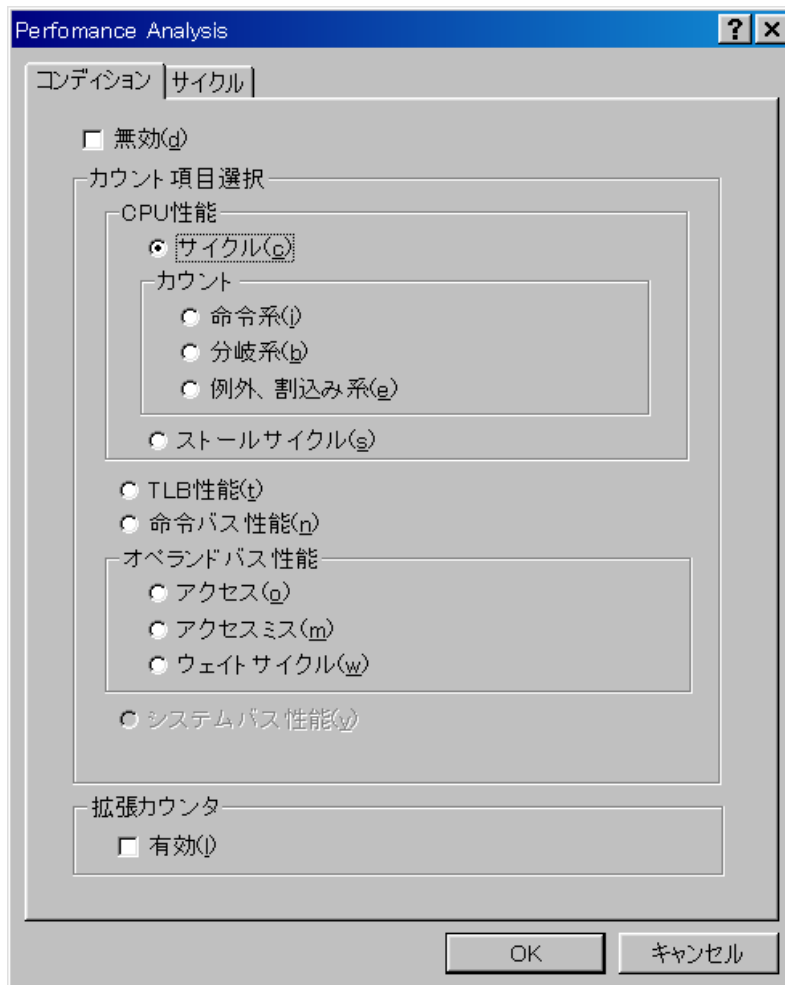 Perfomance Analysis
コンディション サイクル
無効(d)
カウント項目選択
CPU性能
サイクル(c)
カウント
命令系(i)
分岐系(b)
例外、割込み系(e)
ストールサイクル(s)
TLB性能(t)
命令バス性能(n)
オペランドバス性能
アクセス(o)
アクセスミス(m)
ウェイトサイクル(w)
システムバス性能(v)
拡張カウンタ
有効(l)
OK キャンセル